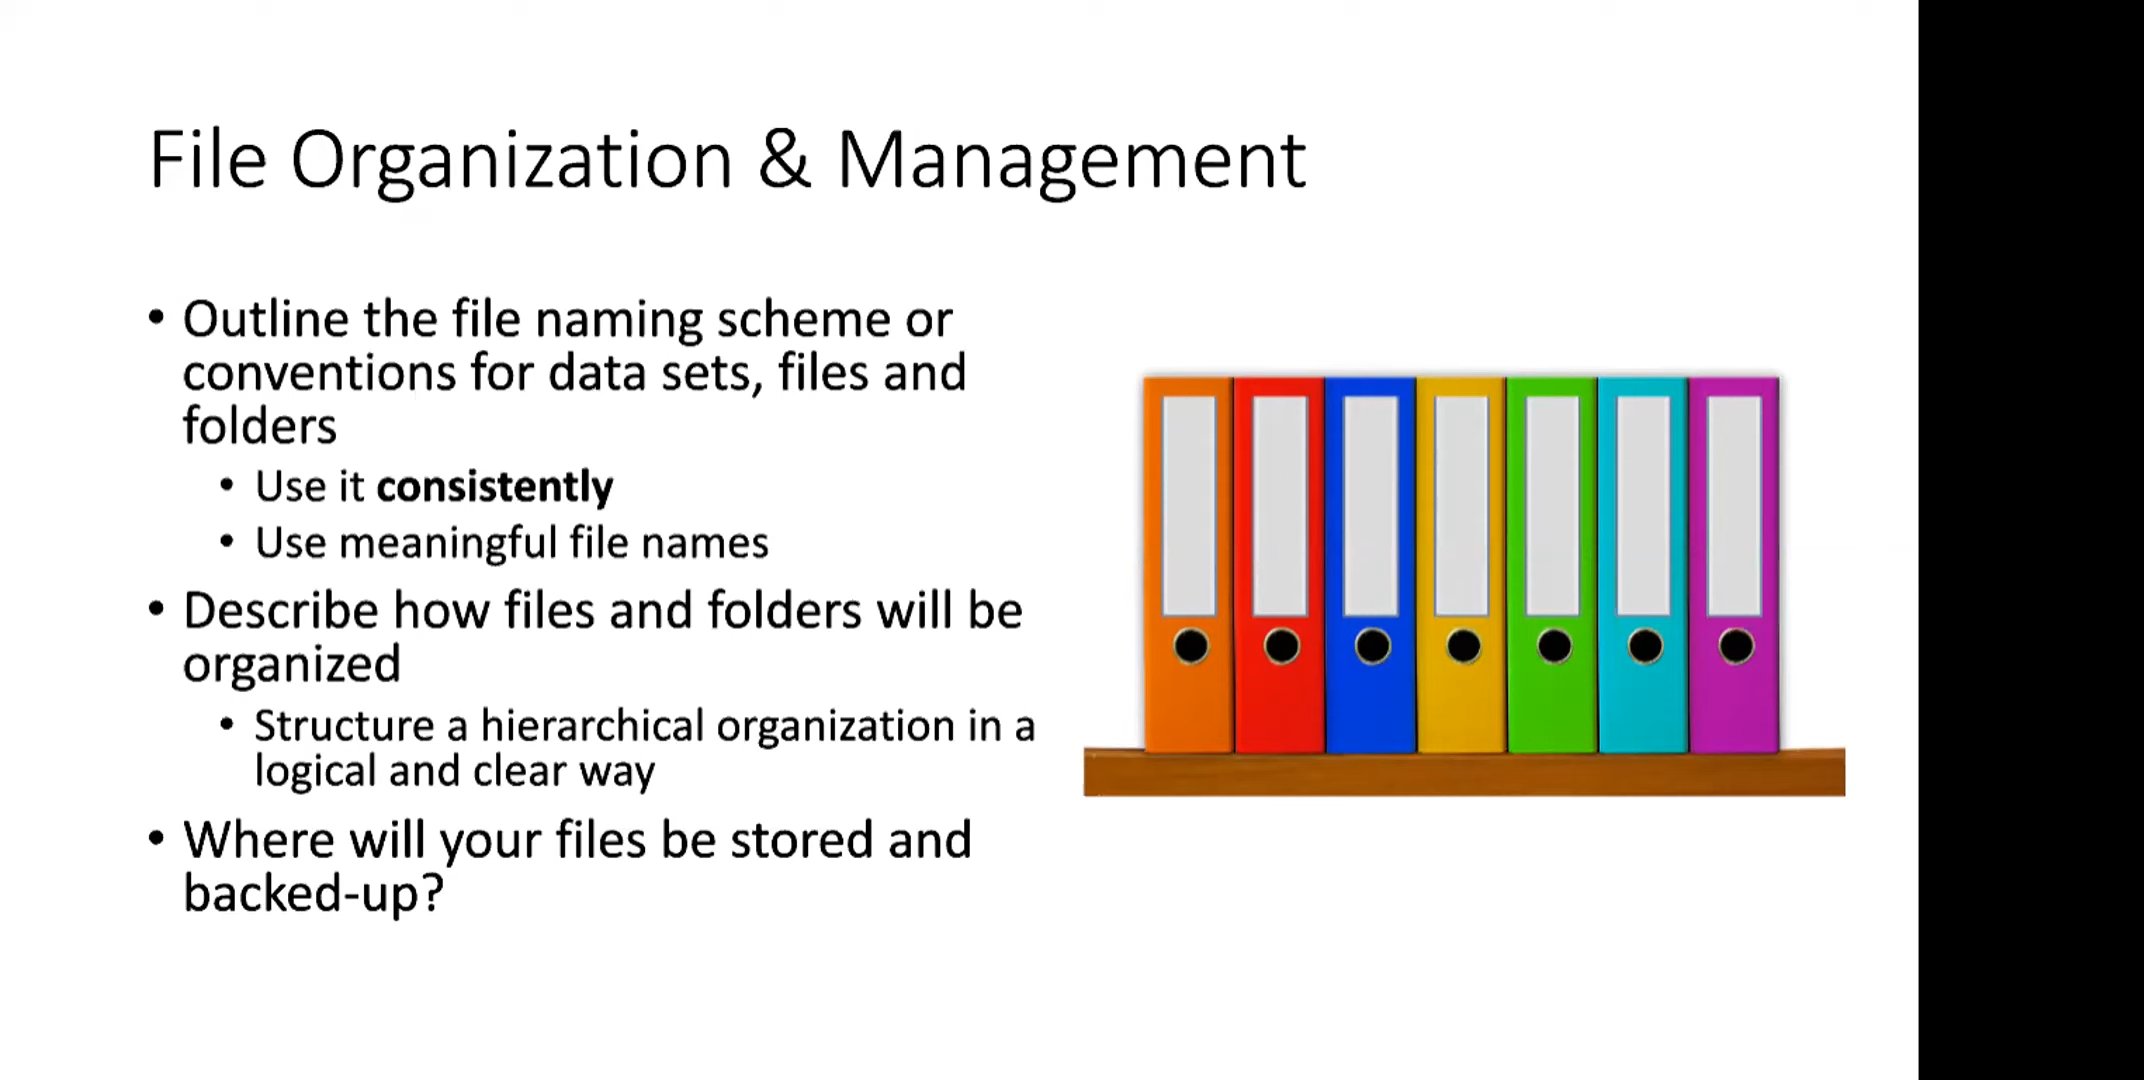 File Organization & Management
• Outline the file naming scheme or
conventions for data sets, files and
folders
• Use it consistently
• Use meaningful file names
• Describe how files and folders will be
organized
• Structure a hierarchical organization in a
logical and clear way
• Where will your files be stored and
backed-up?